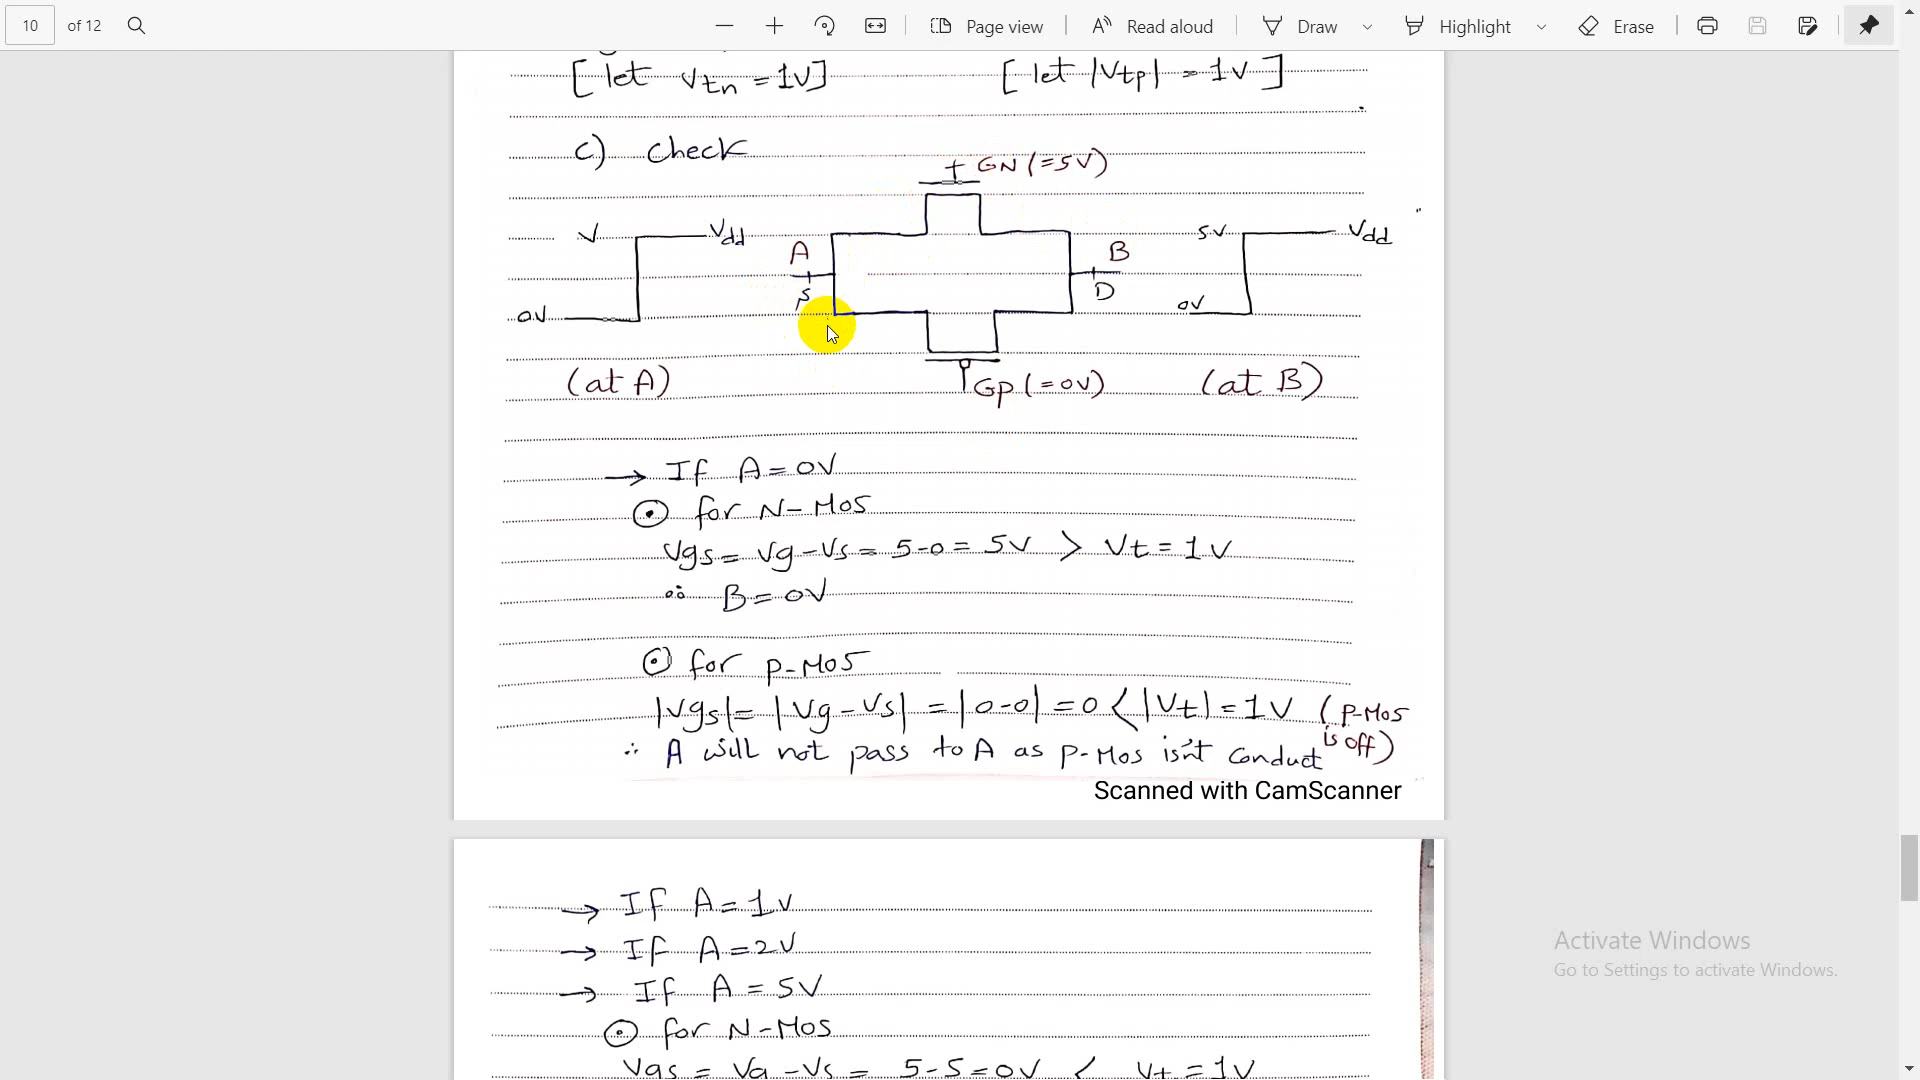 10 of 12 Page view Read aloud Draw Highlight Erase
[ let Vtn = 1V] [ let |Vtp| = 1V ]
c) check
GN (=5V)
V Vdd A B 5V Vdd
S D
0V 0V
(at A) Gp (=0V) (at B)
→ If A = 0V
⊙ for N-MOS
Vgs = Vg-Vs = 5-0 = 5V > Vt = 1V
∴ B = 0V
⊙ for P-MOS
|Vgs| = |Vg-Vs| = |0-0| = 0 < |Vt| = 1V (P-MOS is off)
∴ A will not pass to A as P-MOS isn't conduct
Scanned with CamScanner
→ If A = 1V
→ If A = 2V
→ If A = 5V
⊙ for N-MOS
Vgs = Vg-Vs = 5-5 = 0V < Vt = 1V
Activate Windows
Go to Settings to activate Windows.